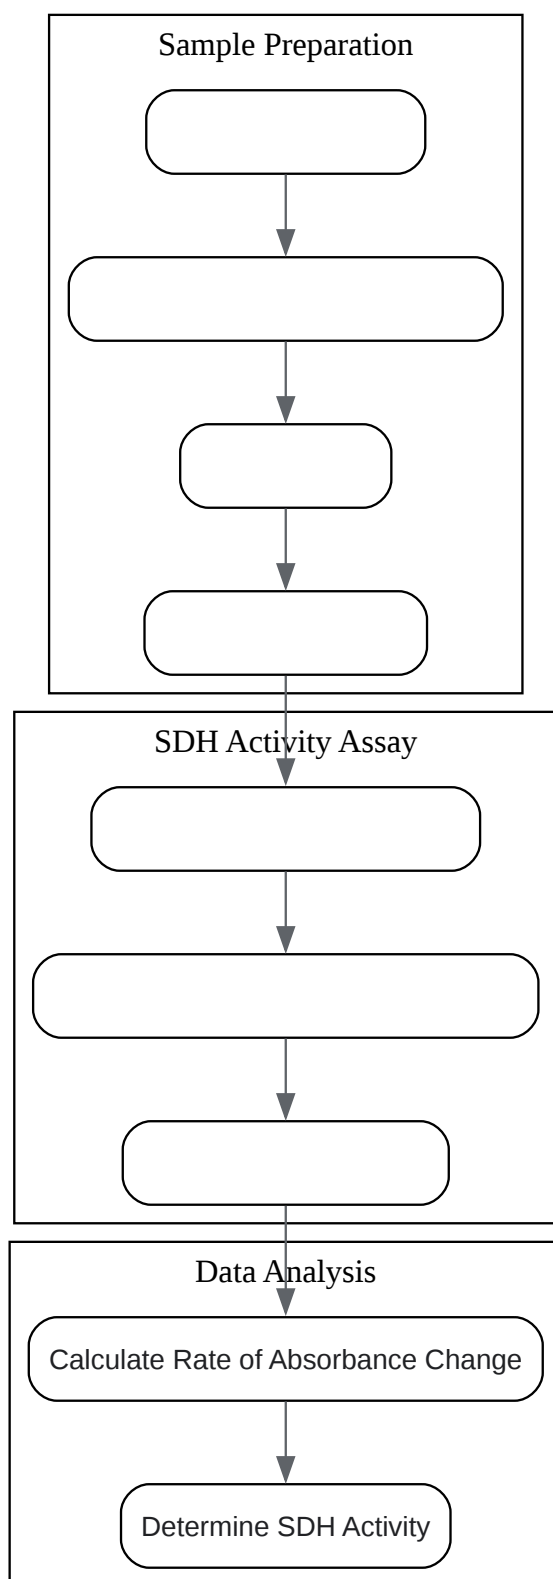 Sample Preparation
SDH Activity Assay
Data Analysis
Calculate Rate of Absorbance Change
Determine SDH Activity